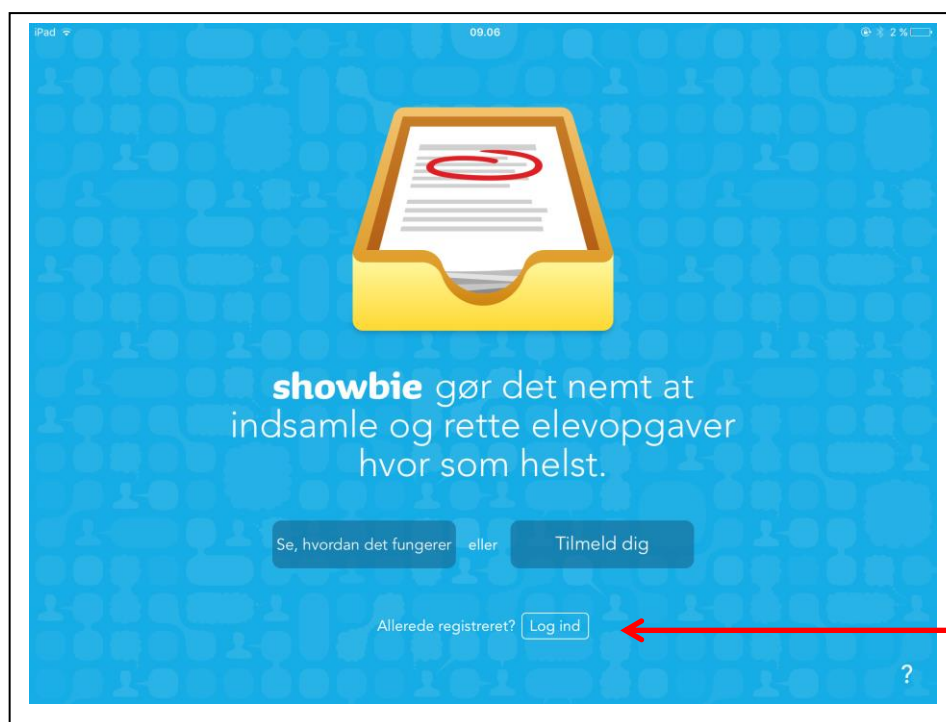 iPad 09.06 2 %
showbie gør det nemt at
indsamle og rette elevopgaver
hvor som helst.
Se, hvordan det fungerer eller Tilmeld dig
Allerede registreret? Log ind
?